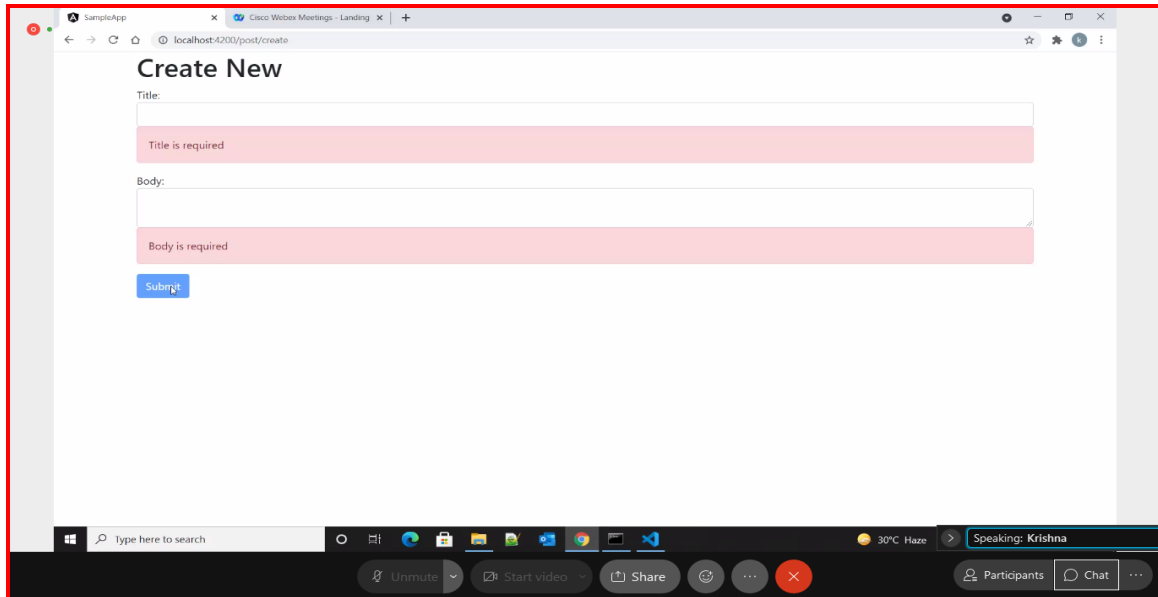 SampleApp
Cisco Webex Meetings - Landing
localhost:4200/post/create
k
Create New
Title:
Title is required
Body:
Body is required
Submit
Type here to search
30°C Haze
Speaking: Krishna
Unmute
Start video
Share
Participants
Chat